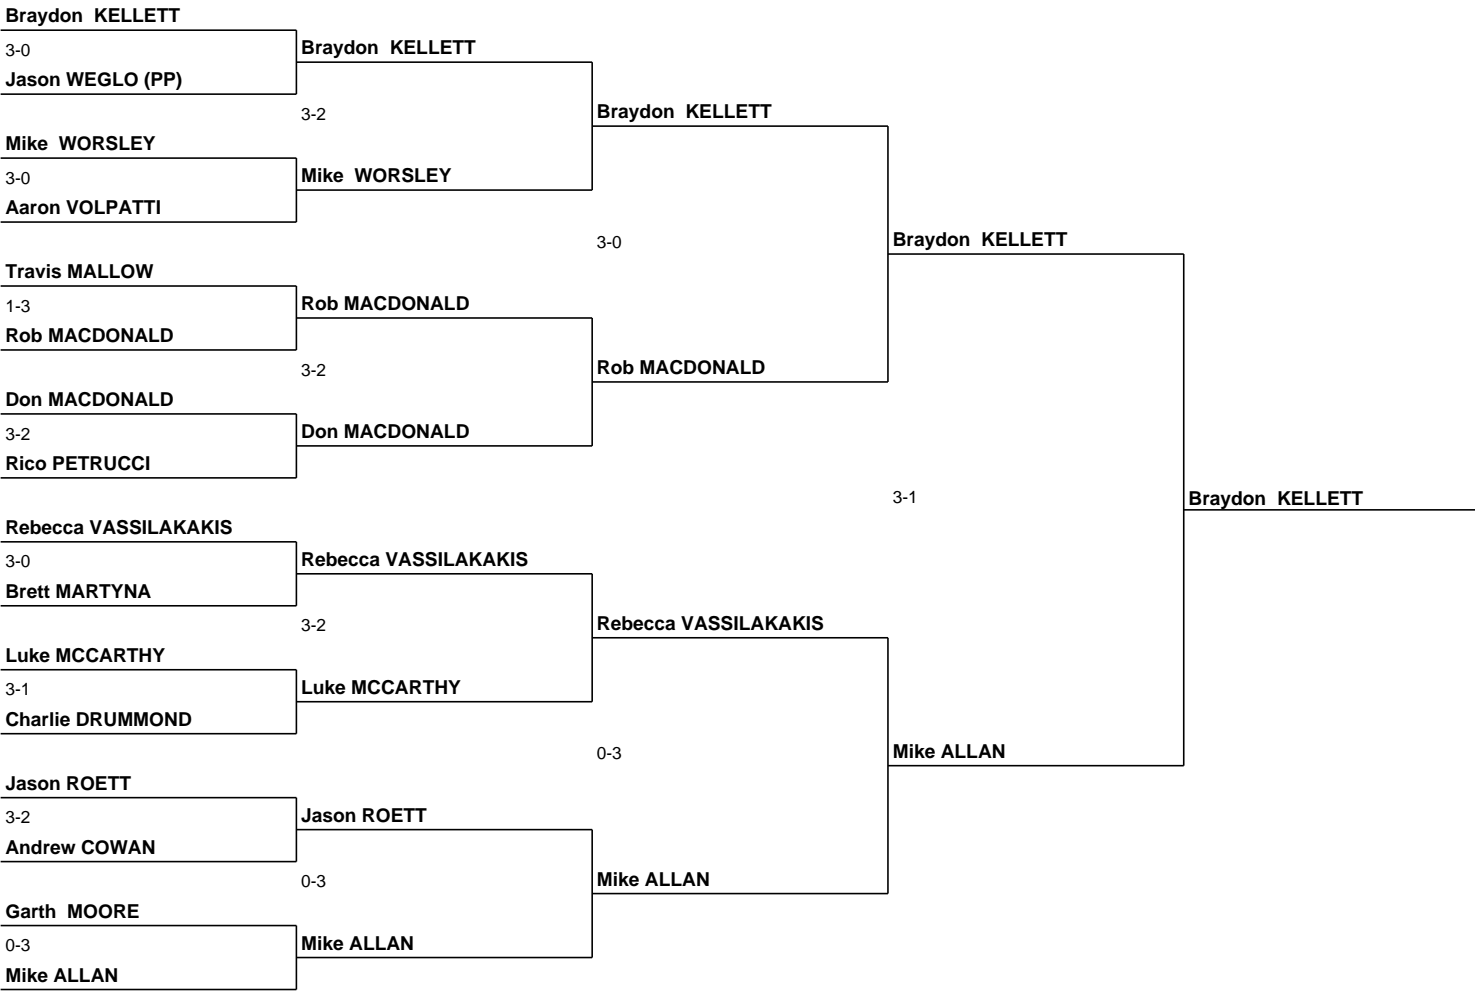 Braydon  KELLETT
3-0
Jason WEGLO (PP)
Mike  WORSLEY
3-0
Aaron VOLPATTI
Travis MALLOW
1-3
Rob MACDONALD
Don MACDONALD
3-2
Rico PETRUCCI
Rebecca VASSILAKAKIS
3-0
Brett MARTYNA
Luke MCCARTHY
3-1
Charlie DRUMMOND
Jason ROETT
3-2
Andrew COWAN
Garth  MOORE
0-3
Mike ALLAN
Braydon  KELLETT
3-2
Mike  WORSLEY
Rob MACDONALD
3-2
Don MACDONALD
Rebecca VASSILAKAKIS
3-2
Luke MCCARTHY
Jason ROETT
0-3
Mike ALLAN
Braydon  KELLETT
3-0
Rob MACDONALD
Rebecca VASSILAKAKIS
0-3
Mike ALLAN
Braydon  KELLETT
3-1
Mike ALLAN
Braydon  KELLETT